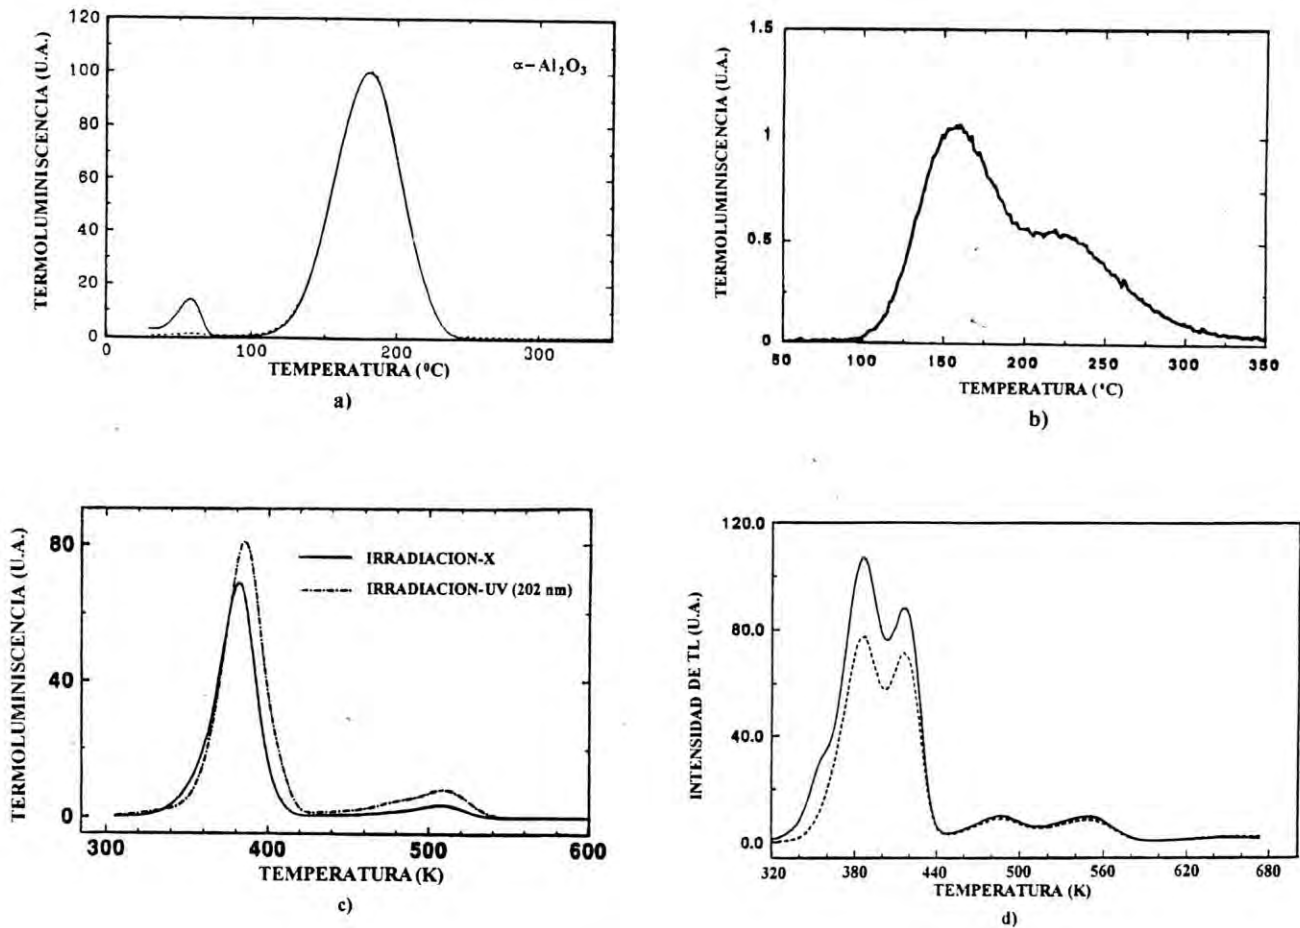 TERMOLUMINISCENCIA (U.A.)
120
100
80
60
40
20
0
∝-Al₂O₃
0
100
200
300
TEMPERATURA (⁰C)
a)
TERMOLUMINISCENCIA (U.A.)
1.5
1
0.5
0
50
100
150
200
250
300
350
TEMPERATURA (°C)
b)
TERMOLUMINISCENCIA (U.A.)
80
40
0
IRRADIACION-X
IRRADIACION-UV (202 nm)
300
400
500
600
TEMPERATURA (K)
c)
INTENSIDAD DE TL (U.A.)
120.0
80.0
40.0
0.0
320
380
440
500
560
620
680
TEMPERATURA (K)
d)